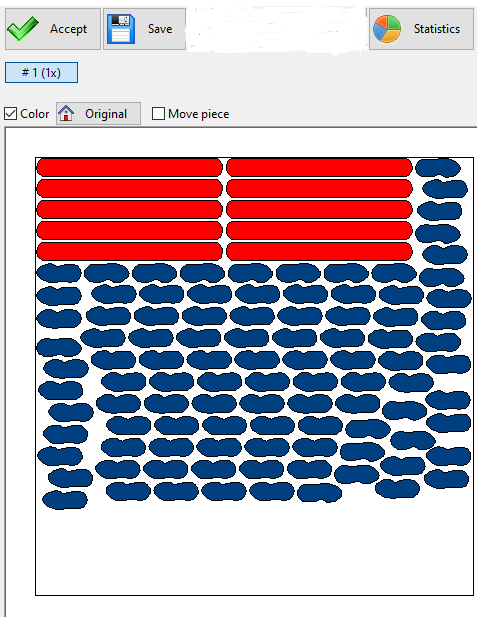 Accept Save Statistics
# 1 (1x)
Color Original Move piece